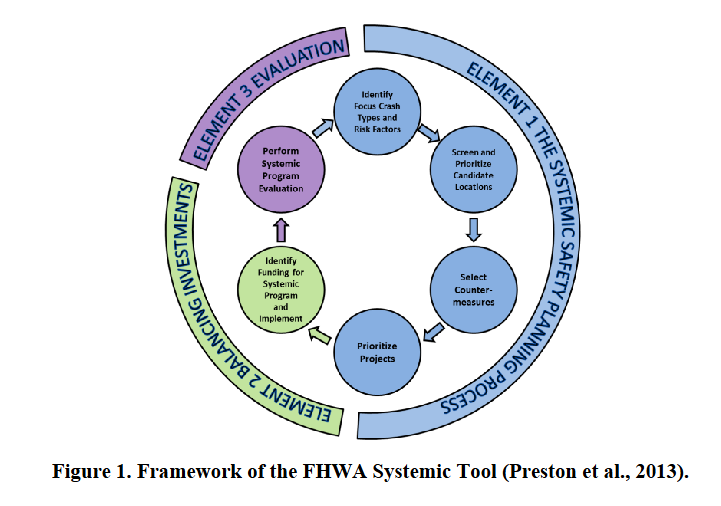 ELEMENT 3 EVALUATION
ELEMENT 1 THE SYSTEMIC SAFETY PLANNING PROCESS
Identify
Focus Crash
Types and
Risk Factors
Screen and
Prioritize
Candidate
Locations
Select
Counter-
measures
Prioritize
Projects
Identify
Funding for
Systemic
Program
and
Implement
Perform
Systemic
Program
Evaluation
ELEMENT 2 BALANCING INVESTMENTS
Figure 1. Framework of the FHWA Systemic Tool (Preston et al., 2013).